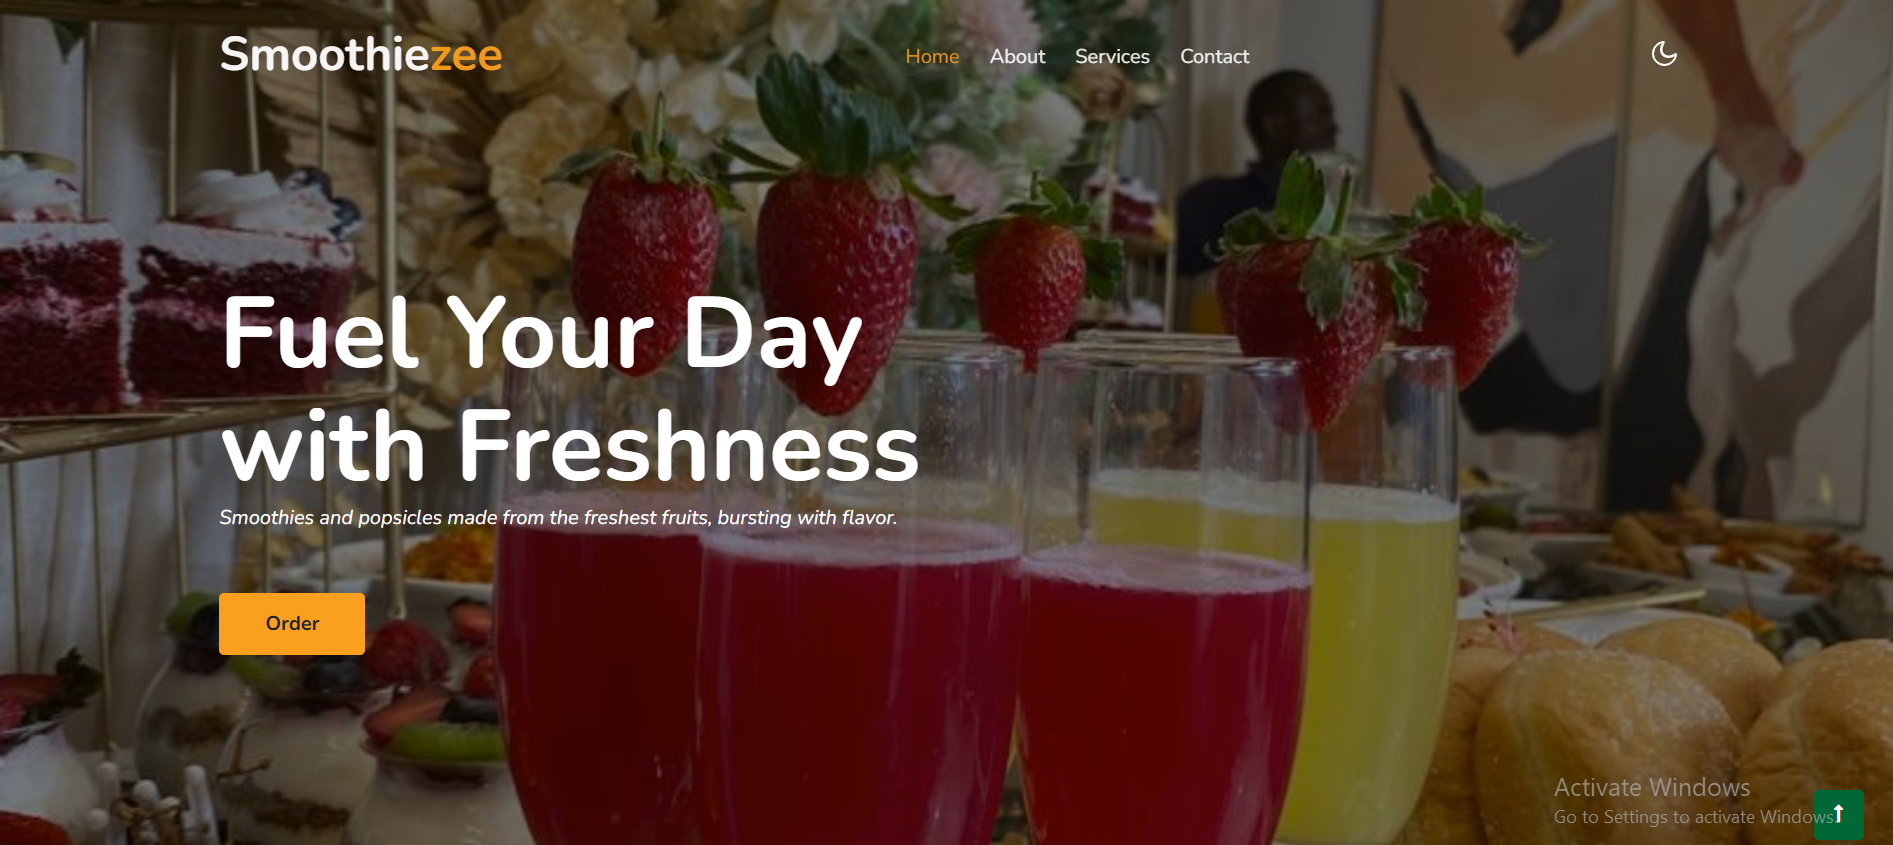 Smoothiezee
Home About Services Contact
Fuel Your Day
with Freshness
Smoothies and popsicles made from the freshest fruits, bursting with flavor.
Order
Activate Windows
Go to Settings to activate Windows.